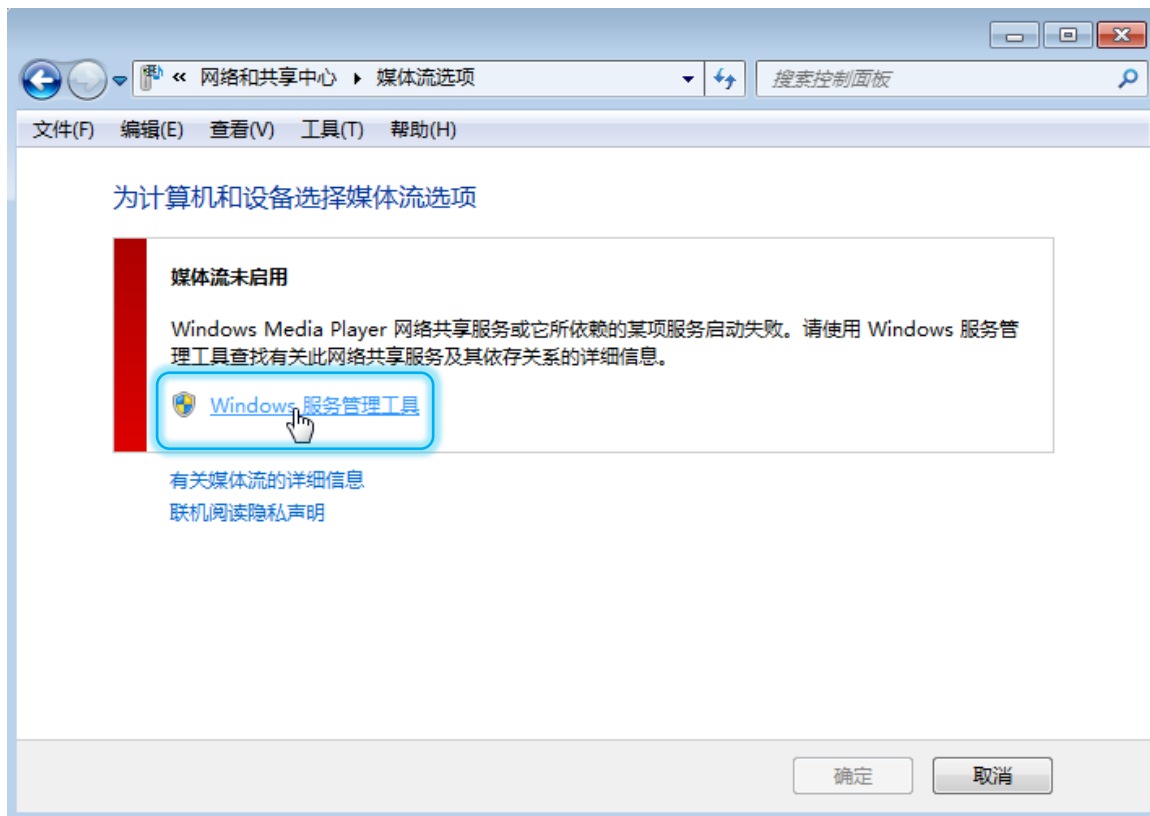 « 网络和共享中心 ▸ 媒体流选项
搜索控制面板
文件(F) 编辑(E) 查看(V) 工具(T) 帮助(H)
为计算机和设备选择媒体流选项
媒体流未启用
Windows Media Player 网络共享服务或它所依赖的某项服务启动失败。请使用 Windows 服务管
理工具查找有关此网络共享服务及其依存关系的详细信息。
Windows 服务管理工具
有关媒体流的详细信息
联机阅读隐私声明
确定 取消